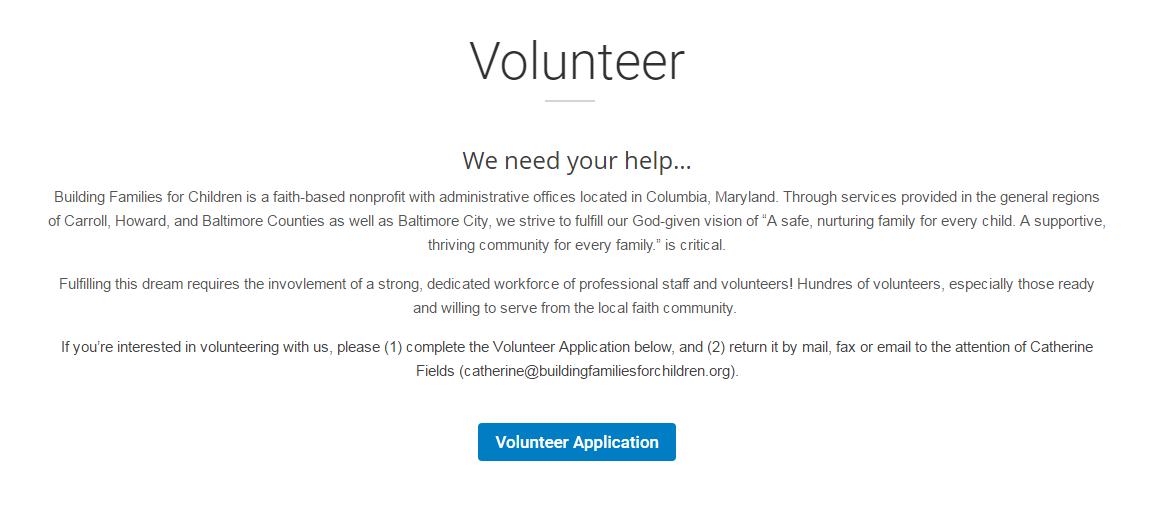 Volunteer
We need your help...
Building Families for Children is a faith-based nonprofit with administrative offices located in Columbia, Maryland. Through services provided in the general regions
of Carroll, Howard, and Baltimore Counties as well as Baltimore City, we strive to fulfill our God-given vision of “A safe, nurturing family for every child. A supportive,
thriving community for every family.” is critical.
Fulfilling this dream requires the invovlement of a strong, dedicated workforce of professional staff and volunteers! Hundres of volunteers, especially those ready
and willing to serve from the local faith community.
If you’re interested in volunteering with us, please (1) complete the Volunteer Application below, and (2) return it by mail, fax or email to the attention of Catherine
Fields (catherine@buildingfamiliesforchildren.org).
Volunteer Application